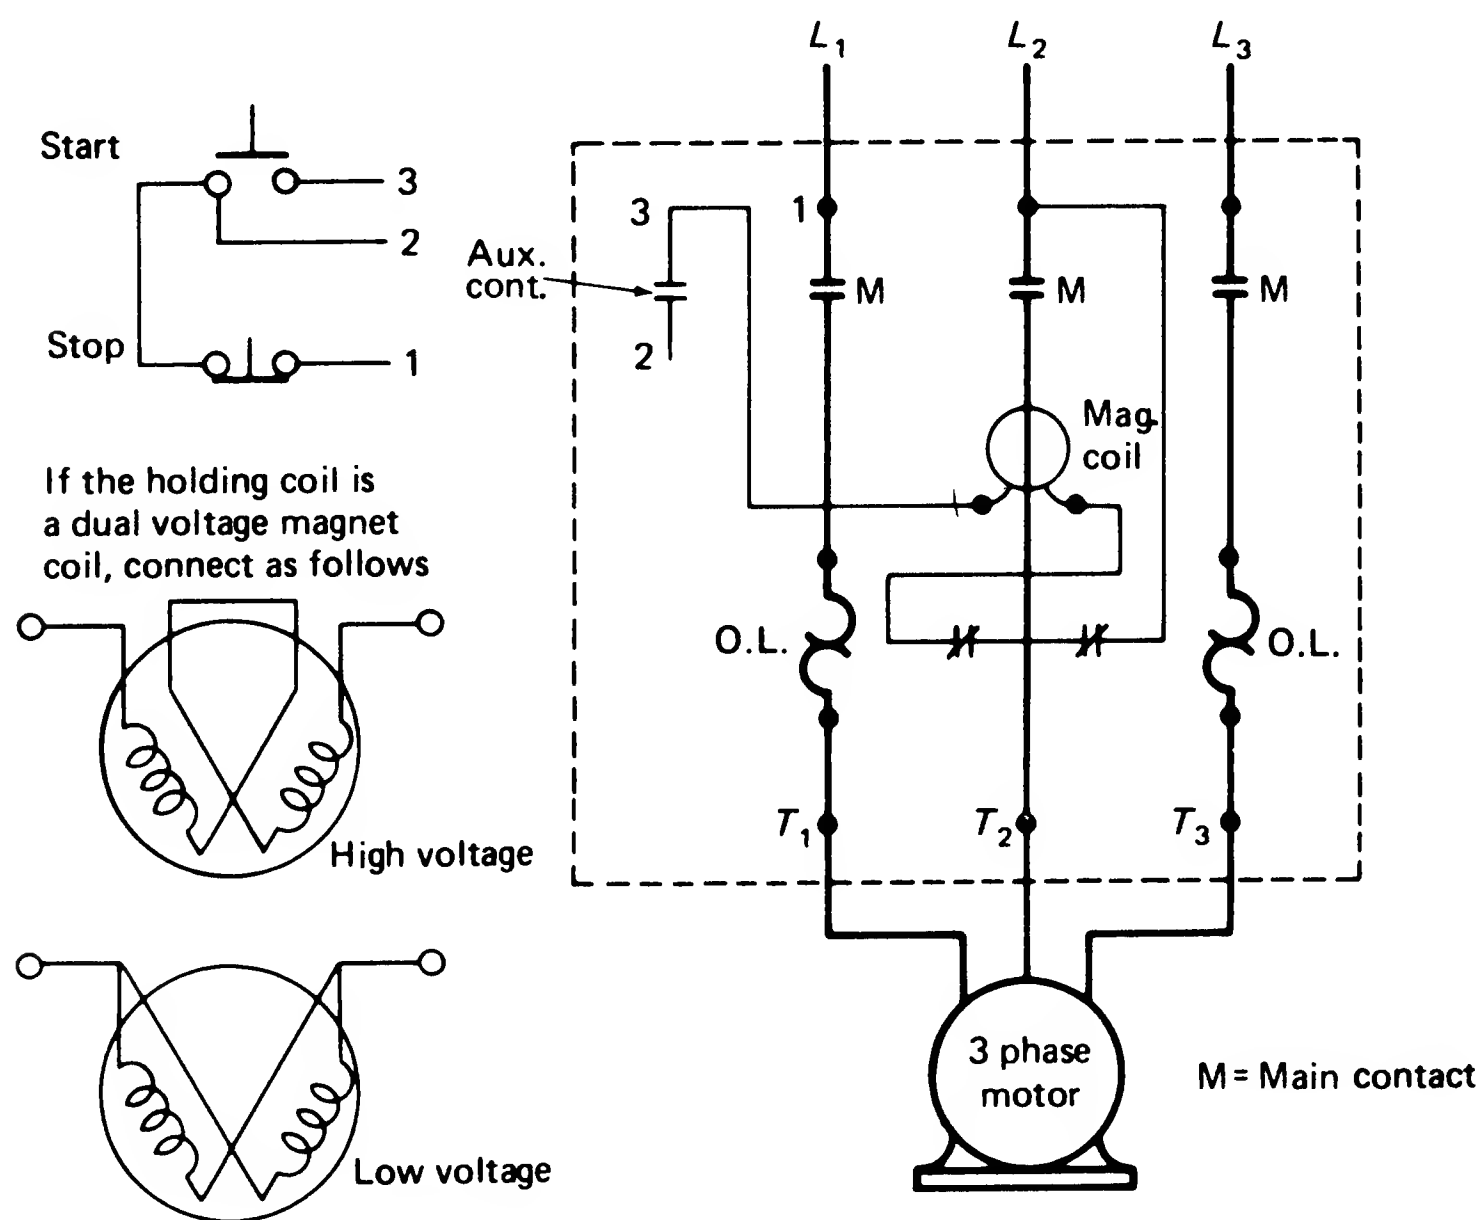 L1
L2
L3
Start
3
2
Stop
1
3
1
Aux.
cont.
M
M
M
2
Mag.
coil
If the holding coil is
a dual voltage magnet
coil, connect as follows
O.L.
O.L.
High voltage
T1
T2
T3
3 phase
motor
M = Main contact
Low voltage